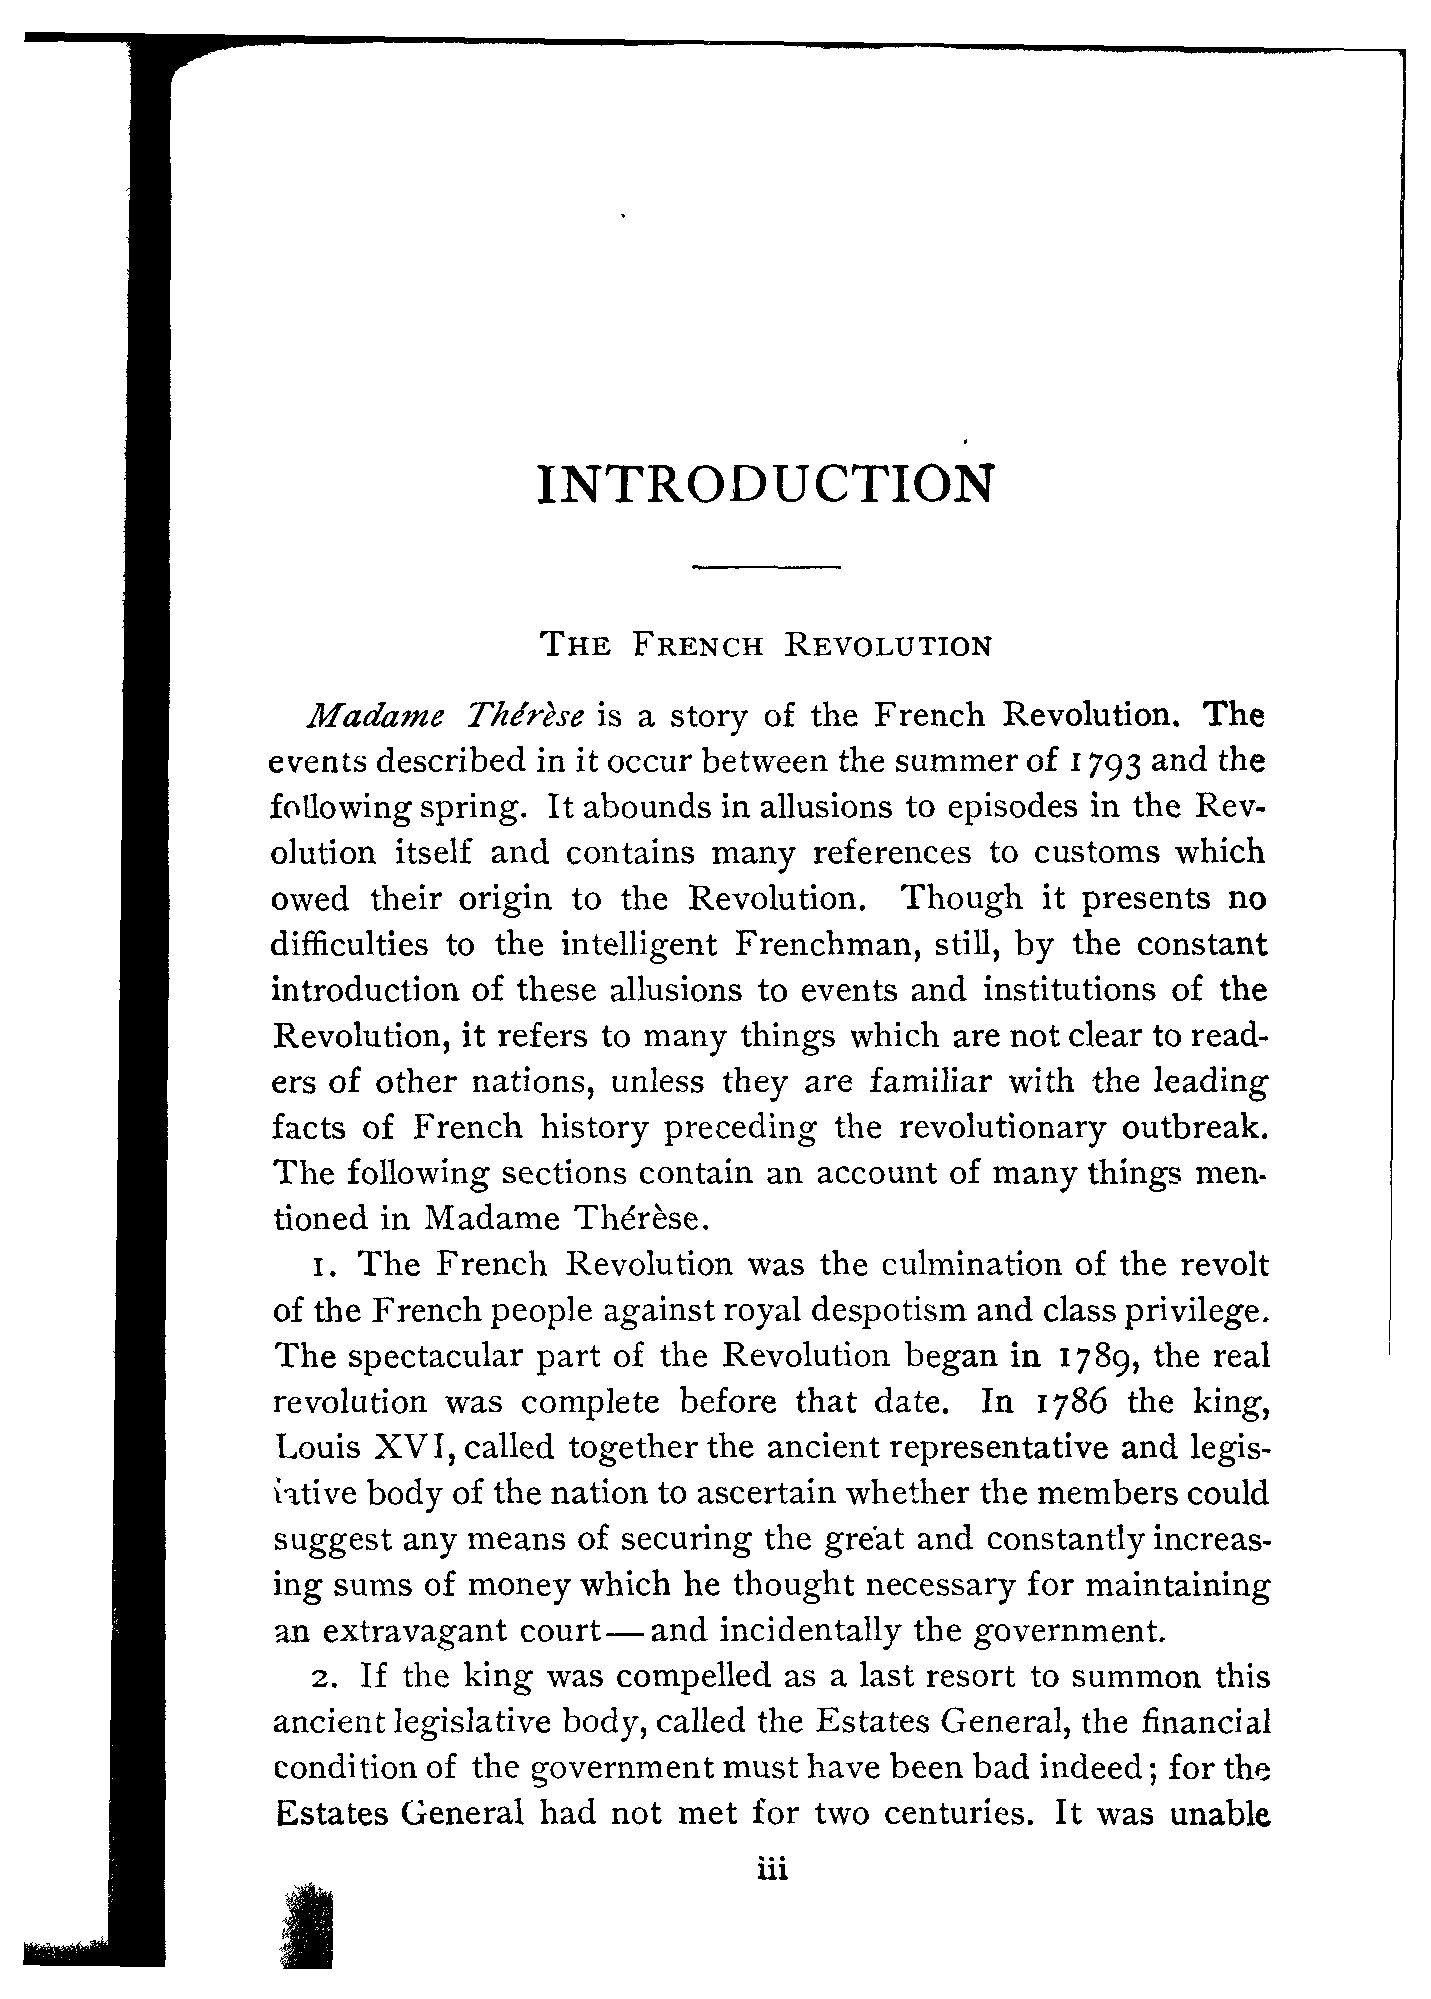 INTRODUCTION
THE FRENCH REVOLUTION
Madame Thérèse is a story of the French Revolution. The
events described in it occur between the summer of 1793 and the
following spring. It abounds in allusions to episodes in the Rev-
olution itself and contains many references to customs which
owed their origin to the Revolution. Though it presents no
difficulties to the intelligent Frenchman, still, by the constant
introduction of these allusions to events and institutions of the
Revolution, it refers to many things which are not clear to read-
ers of other nations, unless they are familiar with the leading
facts of French history preceding the revolutionary outbreak.
The following sections contain an account of many things men-
tioned in Madame Thérèse.
1. The French Revolution was the culmination of the revolt
of the French people against royal despotism and class privilege.
The spectacular part of the Revolution began in 1789, the real
revolution was complete before that date. In 1786 the king,
Louis XVI, called together the ancient representative and legis-
lative body of the nation to ascertain whether the members could
suggest any means of securing the great and constantly increas-
ing sums of money which he thought necessary for maintaining
an extravagant court—and incidentally the government.
2. If the king was compelled as a last resort to summon this
ancient legislative body, called the Estates General, the financial
condition of the government must have been bad indeed; for the
Estates General had not met for two centuries. It was unable
iii